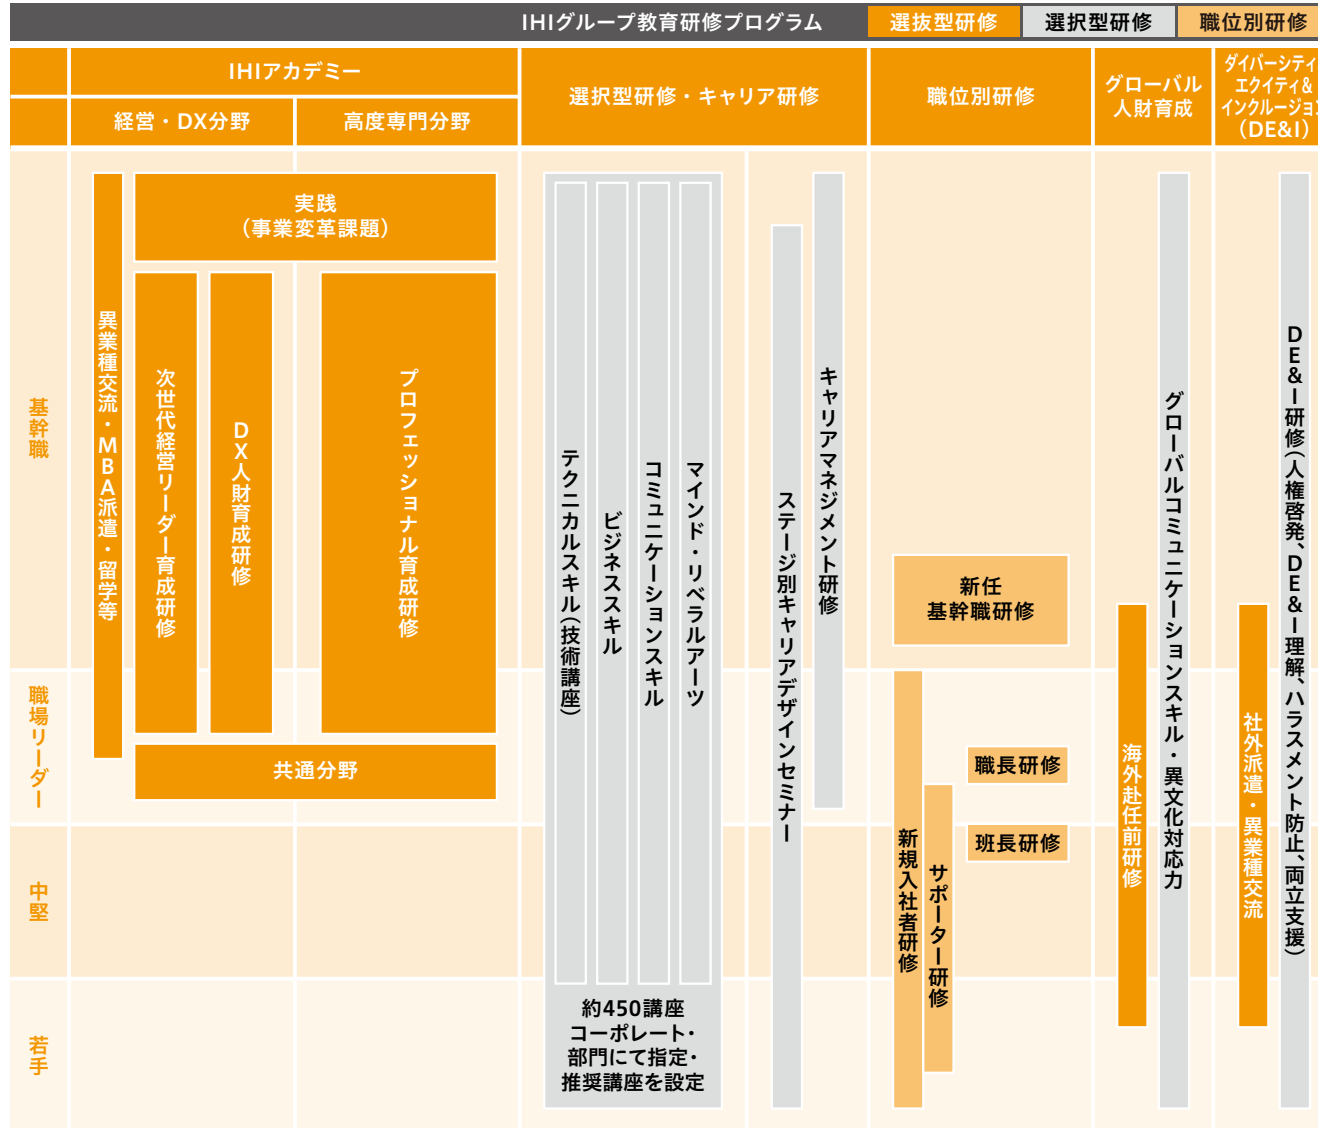 IHIグループ教育研修プログラム
選抜型研修
選択型研修
職位別研修
IHIアカデミー
経営・DX分野
高度専門分野
選択型研修・キャリア研修
職位別研修
グローバル
人財育成
ダイバーシティ
エクイティ&
インクルージョン
（DE&I）
基幹職
職場リーダー
中堅
若手
異業種交流・MBA派遣・留学等
実践
（事業変革課題）
次世代経営リーダー育成研修
DX人財育成研修
プロフェッショナル育成研修
共通分野
テクニカルスキル（技術講座）
ビジネススキル
コミュニケーションスキル
マインド・リベラルアーツ
約450講座
コーポレート・
部門にて指定・
推奨講座を設定
ステージ別キャリアデザインセミナー
キャリアマネジメント研修
新任
基幹職研修
新規入社者研修
サポーター研修
職長研修
班長研修
海外赴任前研修
グローバルコミュニケーションスキル・異文化対応力
社外派遣・異業種交流
DE&I研修（人権啓発、DE&I理解、ハラスメント防止、両立支援）